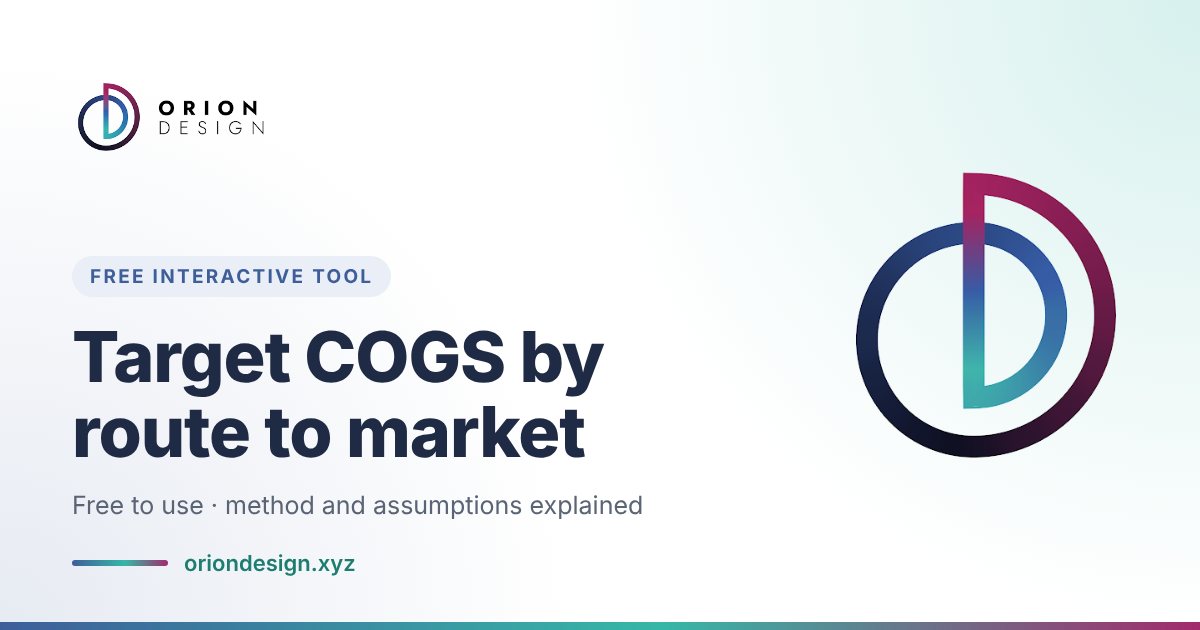 ORION
DESIGN
FREE INTERACTIVE TOOL
Target COGS by
route to market
Free to use · method and assumptions explained
oriondesign.xyz